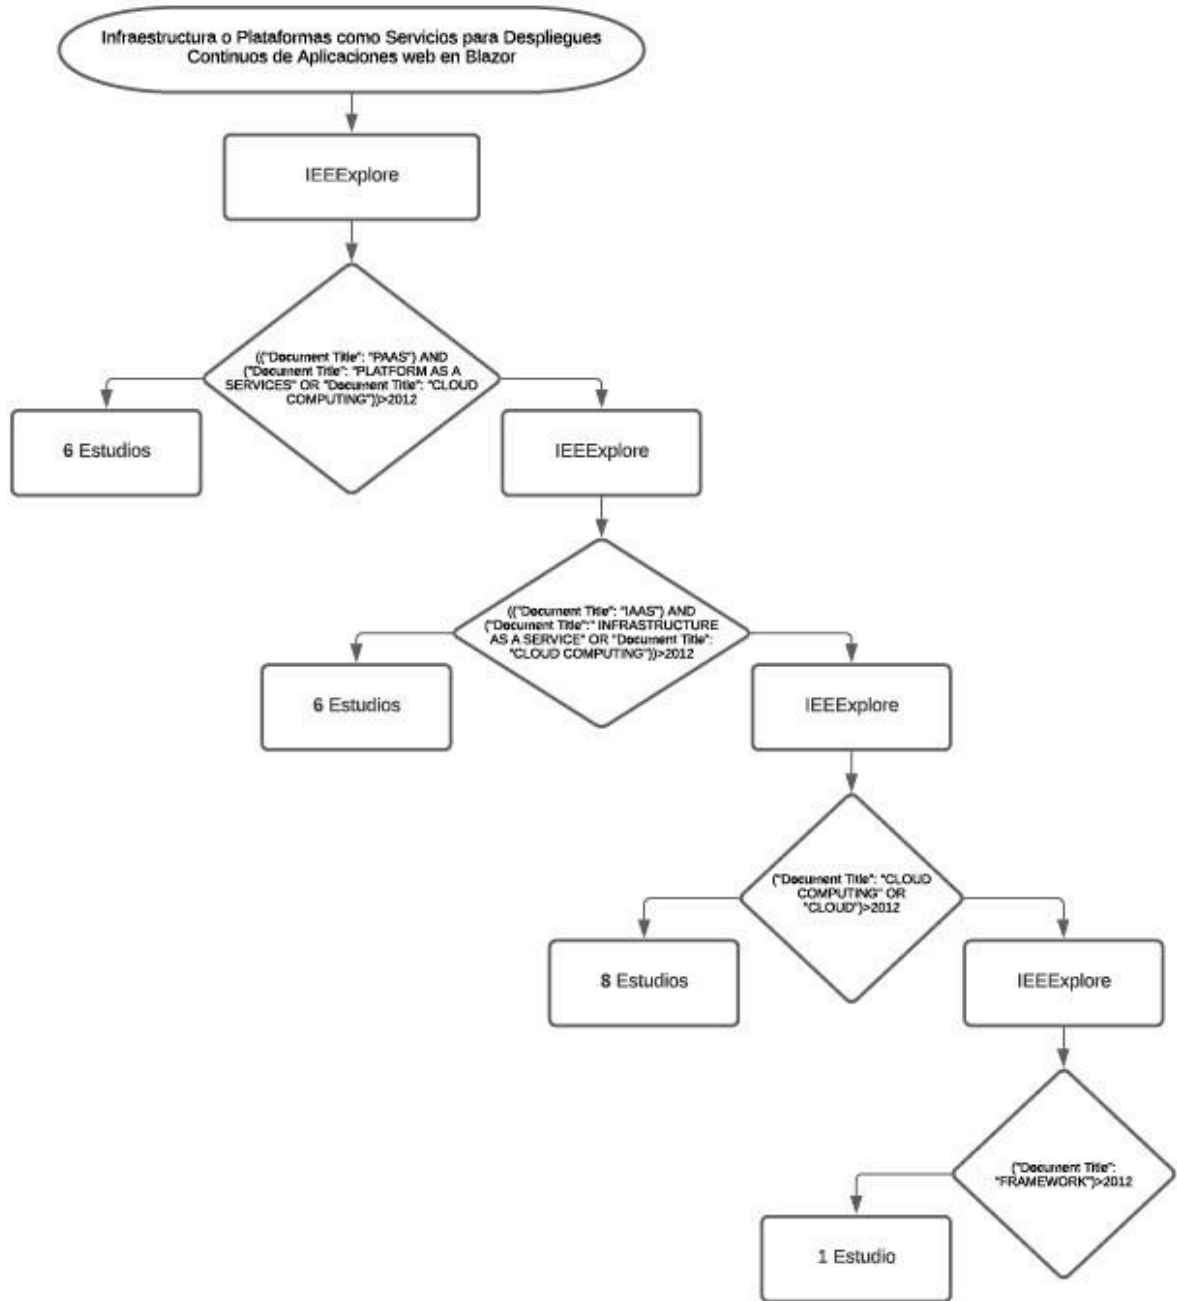 Infraestructura o Plataformas como Servicios para Despliegues
Continuos de Aplicaciones web en Blazor
IEEExplore
(("Document Title": "PAAS") AND
("Document Title": "PLATFORM AS A
SERVICES" OR "Document Title": "CLOUD
COMPUTING"))>2012
6 Estudios
IEEExplore
(("Document Title": "IAAS") AND
("Document Title":" INFRASTRUCTURE
AS A SERVICE" OR "Document Title":
"CLOUD COMPUTING"))>2012
6 Estudios
IEEExplore
("Document Title": "CLOUD
COMPUTING" OR
"CLOUD")>2012
8 Estudios
IEEExplore
("Document Title":
"FRAMEWORK")>2012
1 Estudio